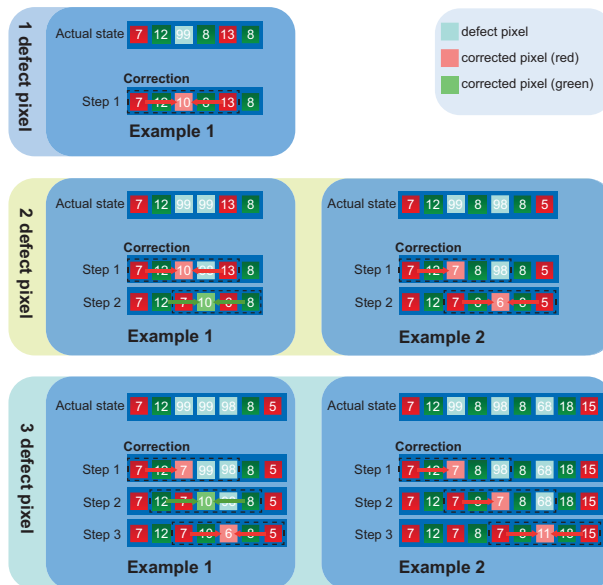 1 defect pixel
Actual state 7 12 99 8 13 8
Correction
Step 1 7 12 10 8 13 8
Example 1
defect pixel
corrected pixel (red)
corrected pixel (green)
2 defect pixel
Actual state 7 12 99 99 13 8
Correction
Step 1 7 12 10 13 8
Step 2 7 12 7 10 8
Example 1
Actual state 7 12 99 8 98 8 5
Correction
Step 1 7 12 7 8 98 8 5
Step 2 7 12 7 8 6 8 5
Example 2
3 defect pixel
Actual state 7 12 99 99 98 8 5
Correction
Step 1 7 12 7 99 98 8 5
Step 2 7 12 7 10 98 8 5
Step 3 7 12 7 10 6 8 5
Example 1
Actual state 7 12 99 8 98 8 68 18 15
Correction
Step 1 7 12 7 8 98 8 68 18 15
Step 2 7 12 7 8 7 8 68 18 15
Step 3 7 12 7 8 7 8 11 18 15
Example 2